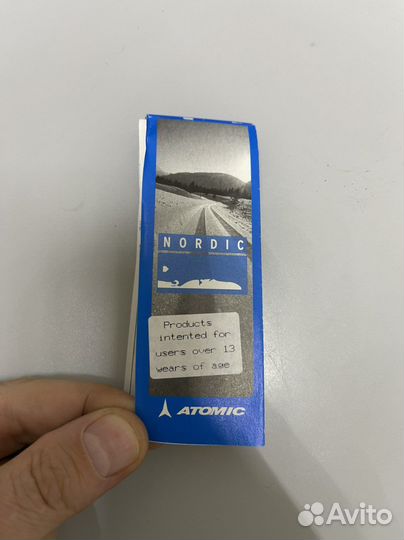 NORDIC
Products
intented for
users over 13
wears of age
ATOMIC
Avito